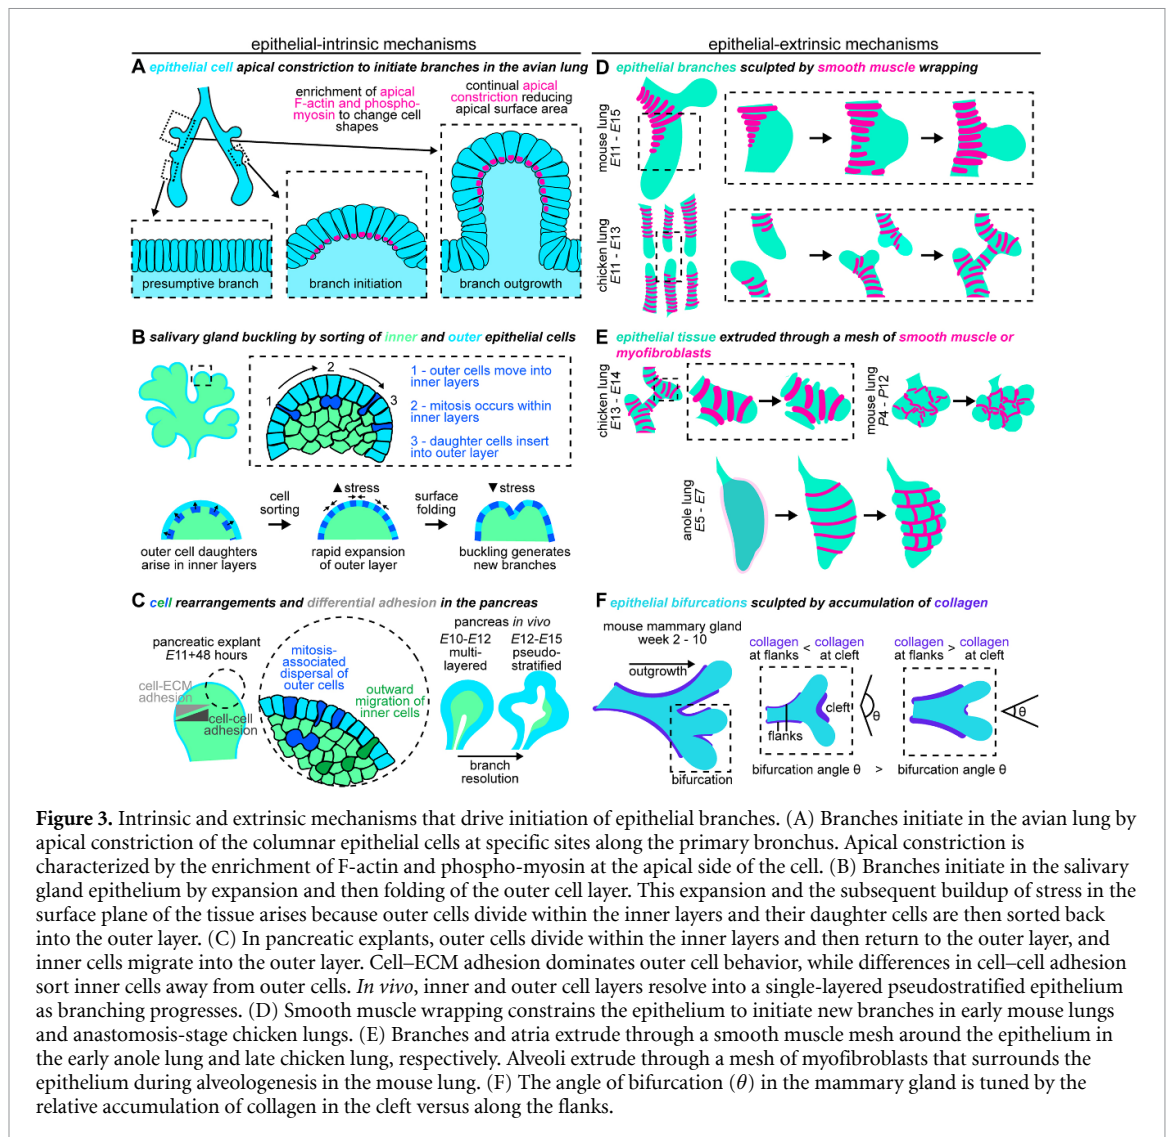 epithelial-intrinsic mechanisms
A epithelial cell apical constriction to initiate branches in the avian lung
enrichment of apical
F-actin and phospho-
myosin to change cell
shapes
continual apical
constriction reducing
apical surface area
presumptive branch
branch initiation
branch outgrowth
B salivary gland buckling by sorting of inner and outer epithelial cells
1
2
3
1 - outer cells move into
inner layers
2 - mitosis occurs within
inner layers
3 - daughter cells insert
into outer layer
cell
sorting
▲stress
surface
folding
▼stress
outer cell daughters
arise in inner layers
rapid expansion
of outer layer
buckling generates
new branches
C cell rearrangements and differential adhesion in the pancreas
pancreatic explant
E11+48 hours
cell-ECM
adhesion
cell-cell
adhesion
mitosis-
associated
dispersal of
outer cells
outward
migration of
inner cells
pancreas in vivo
E10-E12
multi-
layered
E12-E15
pseudo-
stratified
branch
resolution
epithelial-extrinsic mechanisms
D epithelial branches sculpted by smooth muscle wrapping
mouse lung
E11 - E15
chicken lung
E11 - E13
E epithelial tissue extruded through a mesh of smooth muscle or
myofibroblasts
chicken lung
E13 - E14
mouse lung
P4 - P12
anole lung
E5 - E7
F epithelial bifurcations sculpted by accumulation of collagen
mouse mammary gland
week 2 - 10
outgrowth
bifurcation
collagen
at flanks
<
collagen
at cleft
cleft
flanks
θ
bifurcation angle θ
>
collagen
at flanks
>
collagen
at cleft
θ
bifurcation angle θ
Figure 3. Intrinsic and extrinsic mechanisms that drive initiation of epithelial branches. (A) Branches initiate in the avian lung by
apical constriction of the columnar epithelial cells at specific sites along the primary bronchus. Apical constriction is
characterized by the enrichment of F-actin and phospho-myosin at the apical side of the cell. (B) Branches initiate in the salivary
gland epithelium by expansion and then folding of the outer cell layer. This expansion and the subsequent buildup of stress in the
surface plane of the tissue arises because outer cells divide within the inner layers and their daughter cells are then sorted back
into the outer layer. (C) In pancreatic explants, outer cells divide within the inner layers and then return to the outer layer, and
inner cells migrate into the outer layer. Cell–ECM adhesion dominates outer cell behavior, while differences in cell–cell adhesion
sort inner cells away from outer cells. In vivo, inner and outer cell layers resolve into a single-layered pseudostratified epithelium
as branching progresses. (D) Smooth muscle wrapping constrains the epithelium to initiate new branches in early mouse lungs
and anastomosis-stage chicken lungs. (E) Branches and atria extrude through a smooth muscle mesh around the epithelium in
the early anole lung and late chicken lung, respectively. Alveoli extrude through a mesh of myofibroblasts that surrounds the
epithelium during alveologenesis in the mouse lung. (F) The angle of bifurcation (θ) in the mammary gland is tuned by the
relative accumulation of collagen in the cleft versus along the flanks.